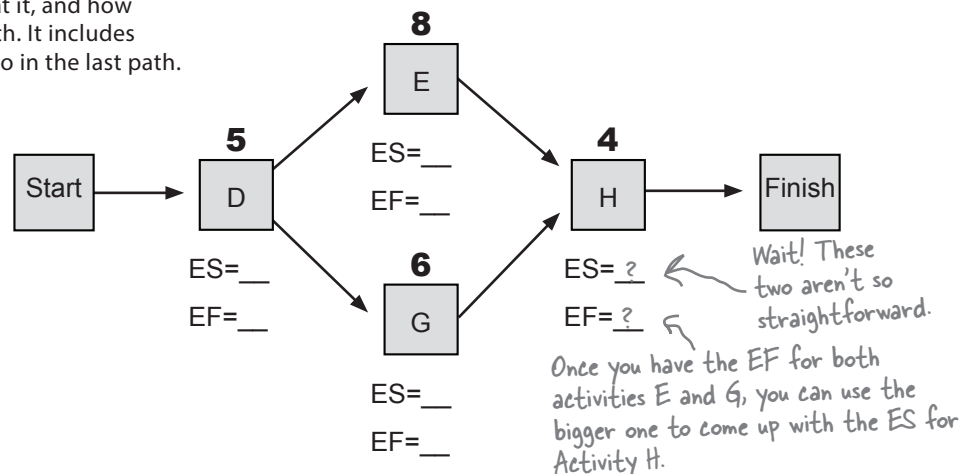 at it, and how
th. It includes
o in the last path.
8
E
ES=__
EF=__
Start
5
D
ES=__
EF=__
6
G
ES=__
EF=__
4
H
ES=?
EF=?
Finish
Wait! These
two aren't so
straightforward.
Once you have the EF for both
activities E and G, you can use the
bigger one to come up with the ES for
Activity H.